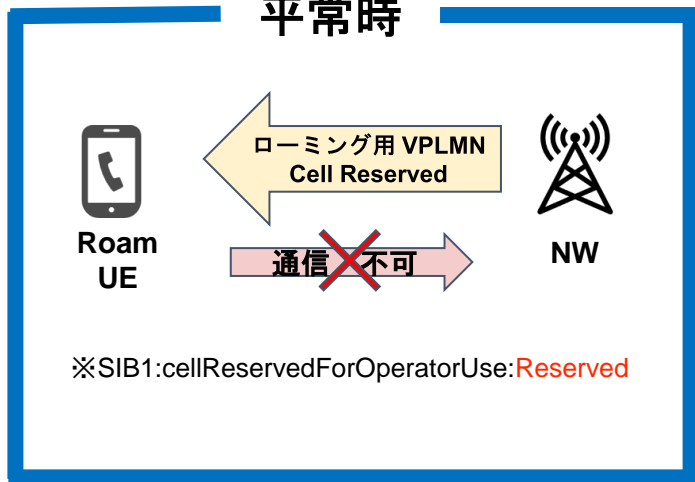 平常時
ローミング用 VPLMN
Cell Reserved
Roam
UE
NW
通信 不可
※SIB1:cellReservedForOperatorUse:Reserved